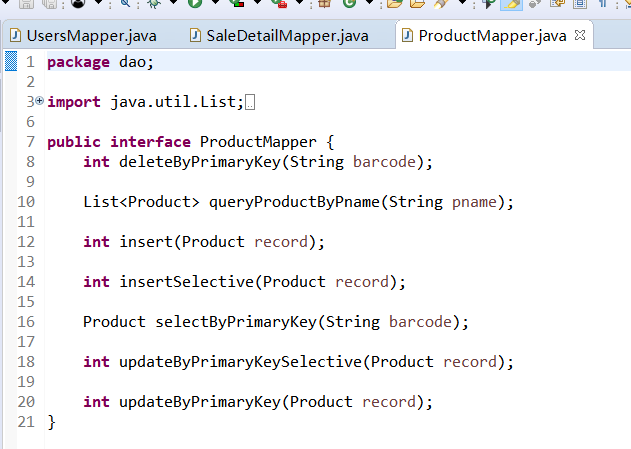 UsersMapper.java SaleDetailMapper.java ProductMapper.java
1 package dao;
2
3 import java.util.List;
6
7 public interface ProductMapper {
8 int deleteByPrimaryKey(String barcode);
9
10 List<Product> queryProductByPname(String pname);
11
12 int insert(Product record);
13
14 int insertSelective(Product record);
15
16 Product selectByPrimaryKey(String barcode);
17
18 int updateByPrimaryKeySelective(Product record);
19
20 int updateByPrimaryKey(Product record);
21 }